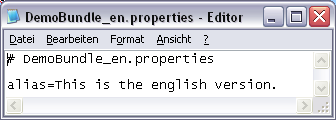 DemoBundle_en.properties - Editor
Datei Bearbeiten Format Ansicht ?
# DemoBundle_en.properties
alias=This is the english version.